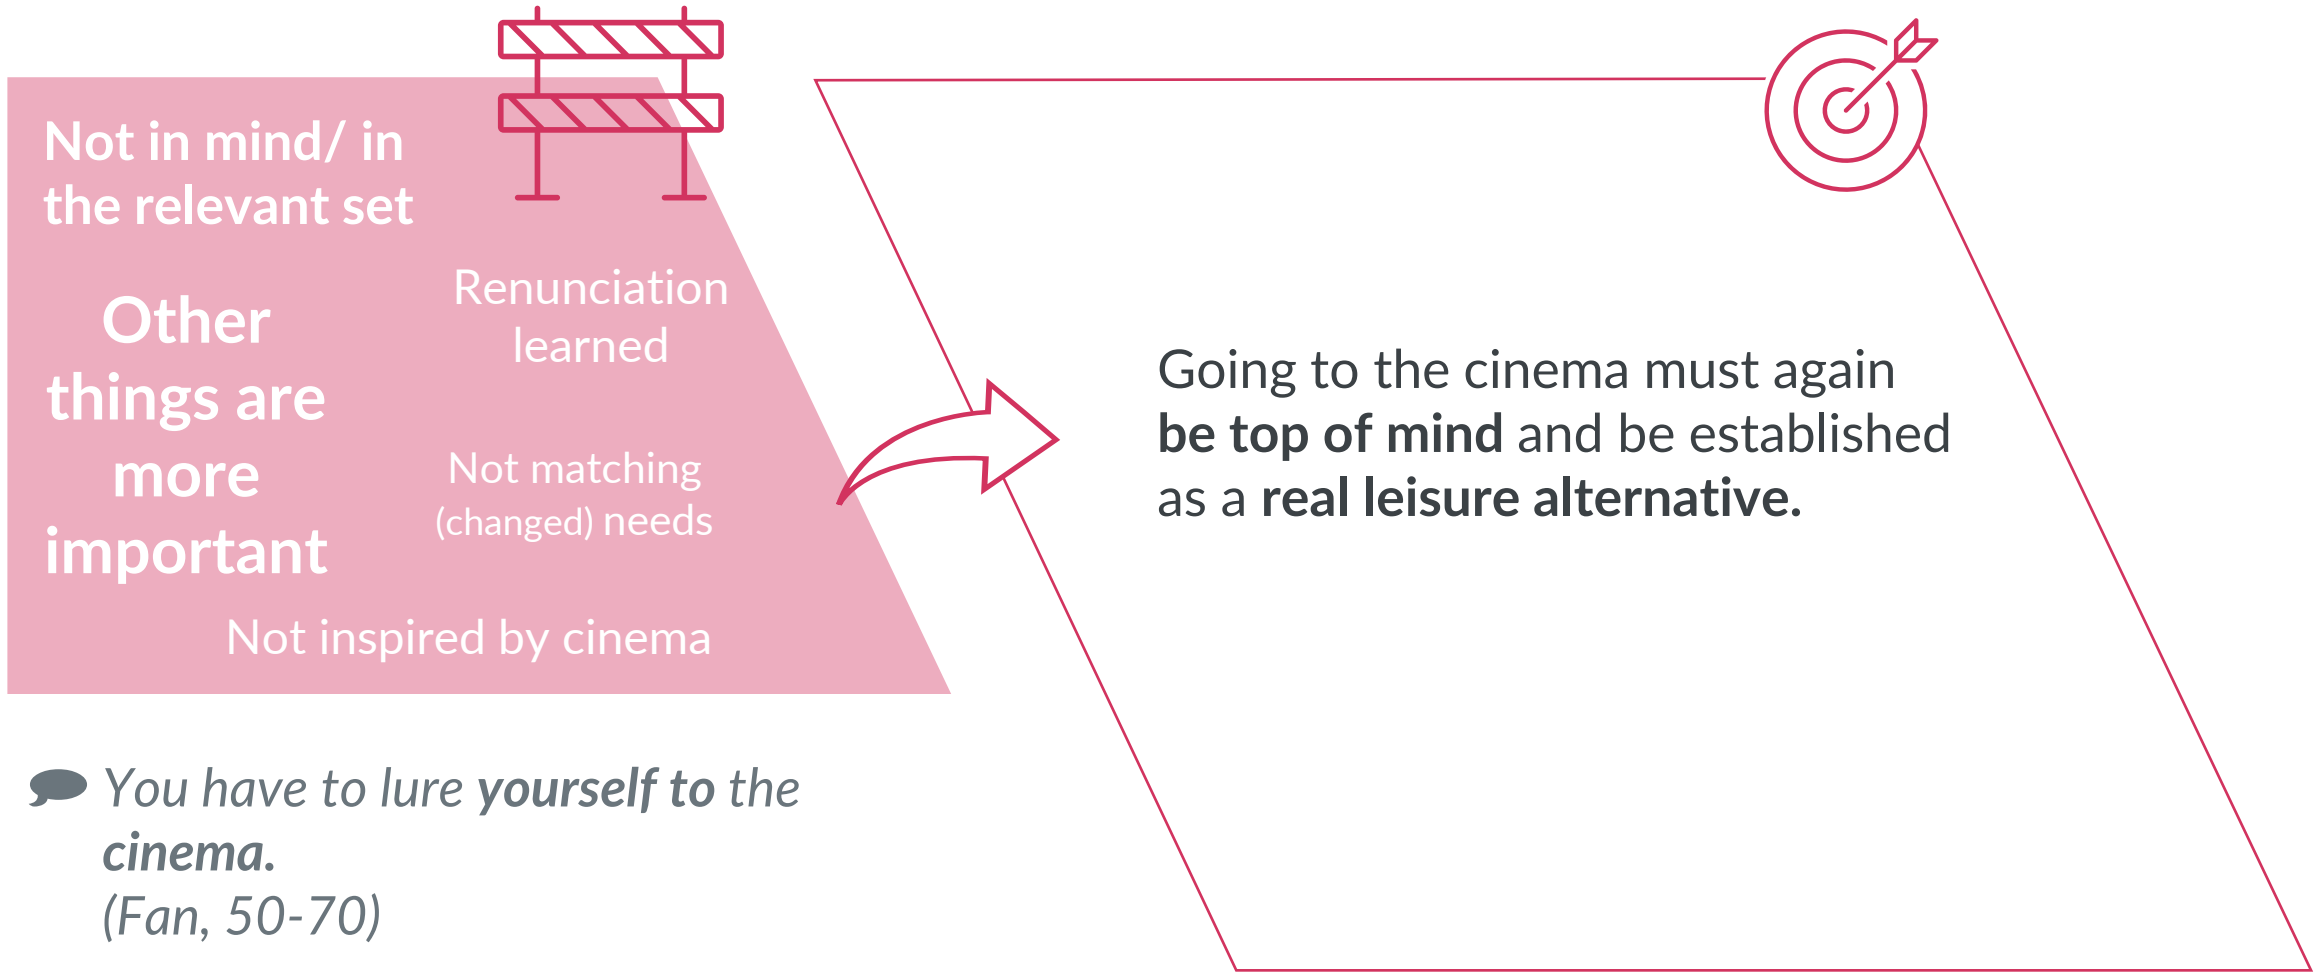 Not in mind/ in
the relevant set
Other
things are
more
important
Renunciation
learned
Not matching
(changed) needs
Not inspired by cinema
Going to the cinema must again
be top of mind and be established
as a real leisure alternative.
You have to lure yourself to the
cinema.
(Fan, 50-70)